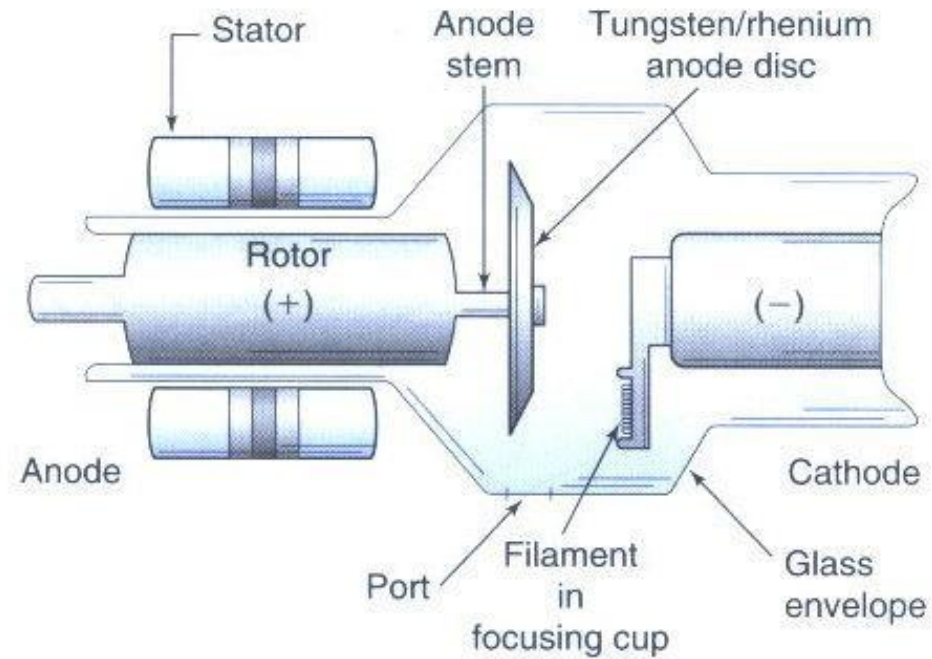 Stator
Anode
stem
Tungsten/rhenium
anode disc
Rotor
(+)
(−)
Anode
Cathode
Port
Filament
in
focusing cup
Glass
envelope